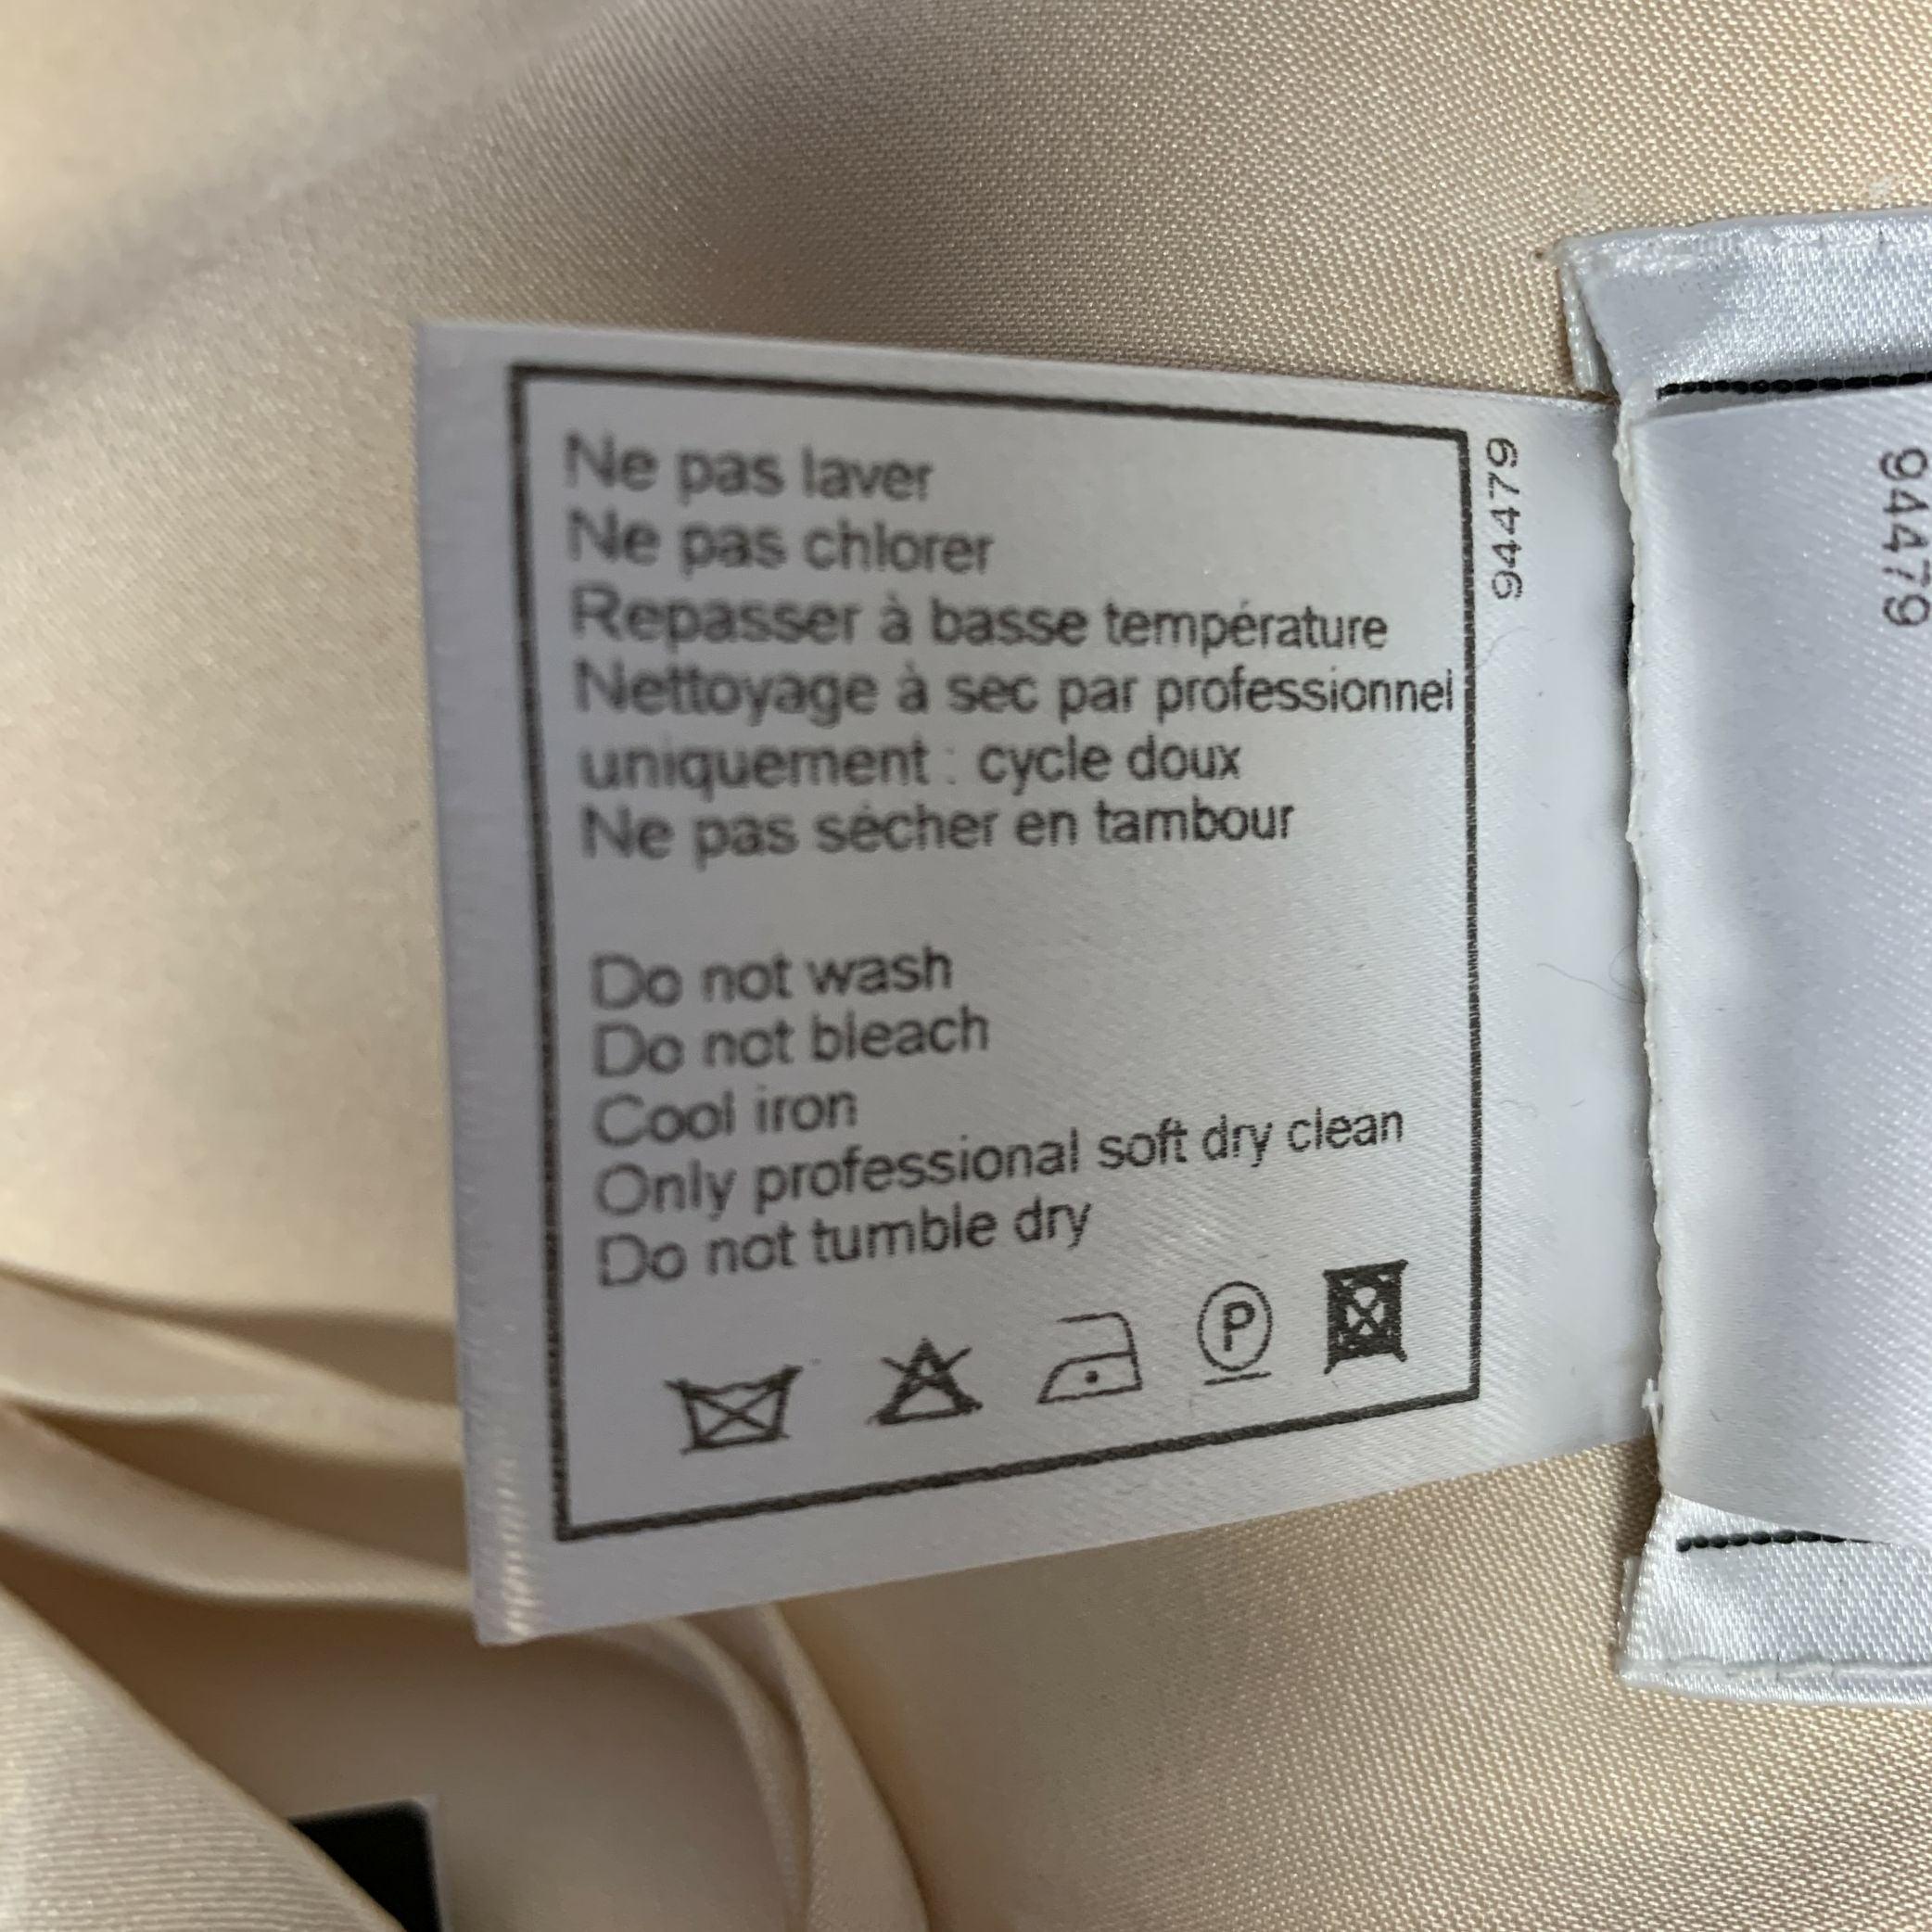 Ne pas laver
Ne pas chlorer
Repasser à basse température
Nettoyage à sec par professionnel
uniquement : cycle doux
Ne pas sécher en tambour
Do not wash
Do not bleach
Cool iron
Only professional soft dry clean
Do not tumble dry
P
94479
94479